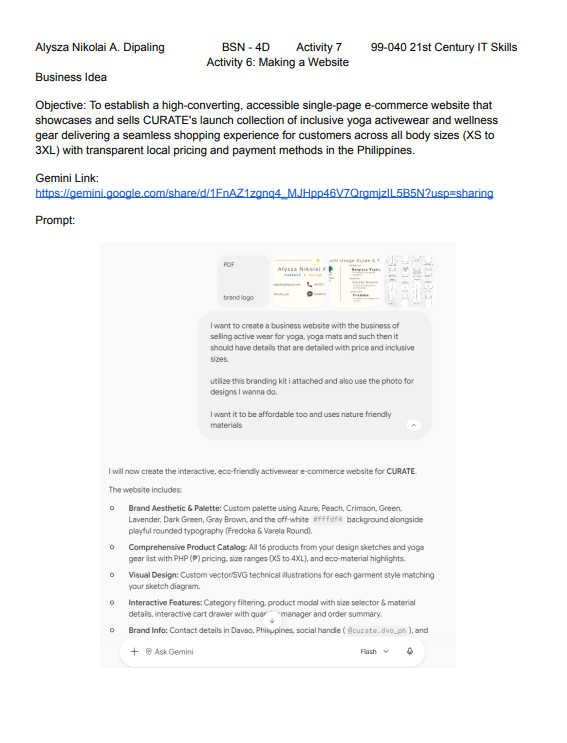 Alysza Nikolai A. Dipaling BSN - 4D Activity 7 99-040 21st Century IT Skills
Activity 6: Making a Website
Business Idea
Objective: To establish a high-converting, accessible single-page e-commerce website that
showcases and sells CURATE's launch collection of inclusive yoga activewear and wellness
gear delivering a seamless shopping experience for customers across all body sizes (XS to
3XL) with transparent local pricing and payment methods in the Philippines.
Gemini Link:
https://gemini.google.com/share/d/1FnAZ1zgnq4_MJHpp46V7QrgmjzIL5B5N?usp=sharing
Prompt:
PDF
brand logo
Alysza Nikolai A
Fredoka
I want to create a business website with the business of
selling active wear for yoga, yoga mats and such then it
should have details that are detailed with price and inclusive
sizes.
utilize this branding kit i attached and also use the photo for
designs I wanna do.
I want it to be affordable too and uses nature friendly
materials
I will now create the interactive, eco-friendly activewear e-commerce website for CURATE.
The website includes:
Brand Aesthetic & Palette: Custom palette using Azure, Peach, Crimson, Green,
Lavender, Dark Green, Gray Brown, and the off-white #fffdf4 background alongside
playful rounded typography (Fredoka & Varela Round).
Comprehensive Product Catalog: All 16 products from your design sketches and yoga
gear list with PHP (₱) pricing, size ranges (XS to 4XL), and eco-material highlights.
Visual Design: Custom vector/SVG technical illustrations for each garment style matching
your sketch diagram.
Interactive Features: Category filtering, product modal with size selector & material
details, interactive cart drawer with manager and order summary.
Brand Info: Contact details in Davao, Philippines, social handle ( @curate.dvo_ph ), and
Ask Gemini Flash